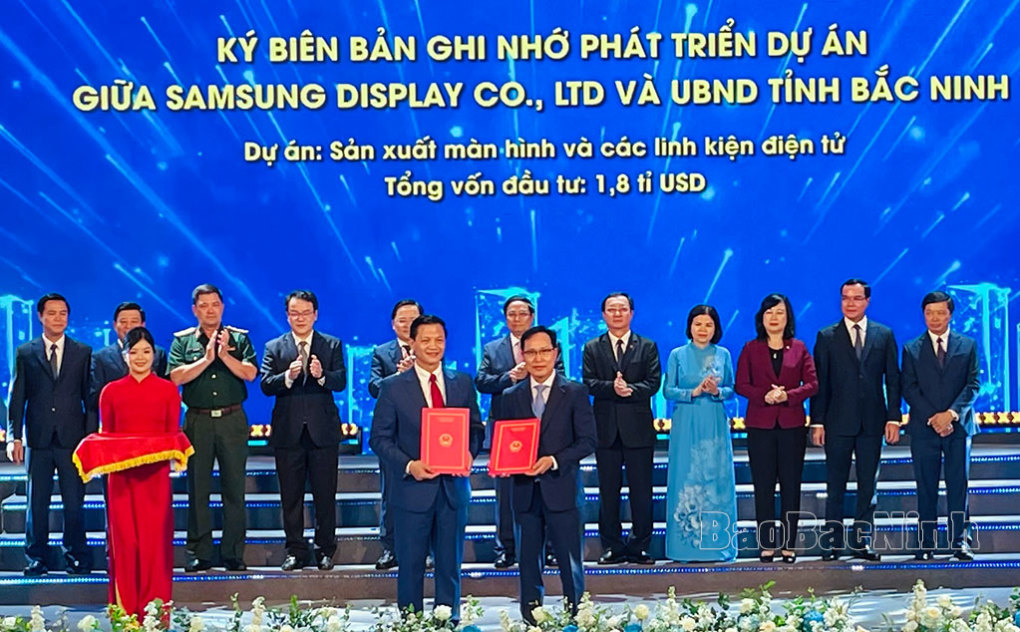 KÝ BIÊN BẢN GHI NHỚ PHÁT TRIỂN DỰ ÁN
GIỮA SAMSUNG DISPLAY CO., LTD VÀ UBND TỈNH BẮC NINH
Dự án: Sản xuất màn hình và các linh kiện điện tử
Tổng vốn đầu tư: 1,8 tỉ USD
BaoBacNinh